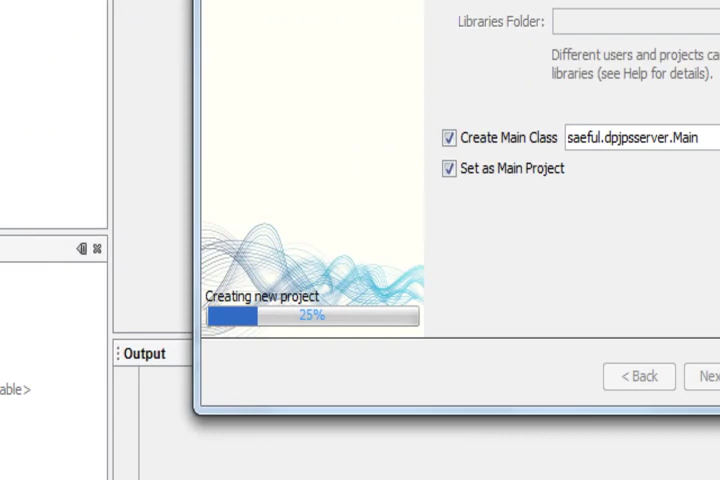 Libraries Folder:
Different users and projects ca
libraries (see Help for details).
Create Main Class saeful.dpjpsserver.Main
Set as Main Project
Creating new project
25%
Output
able>
< Back Nex